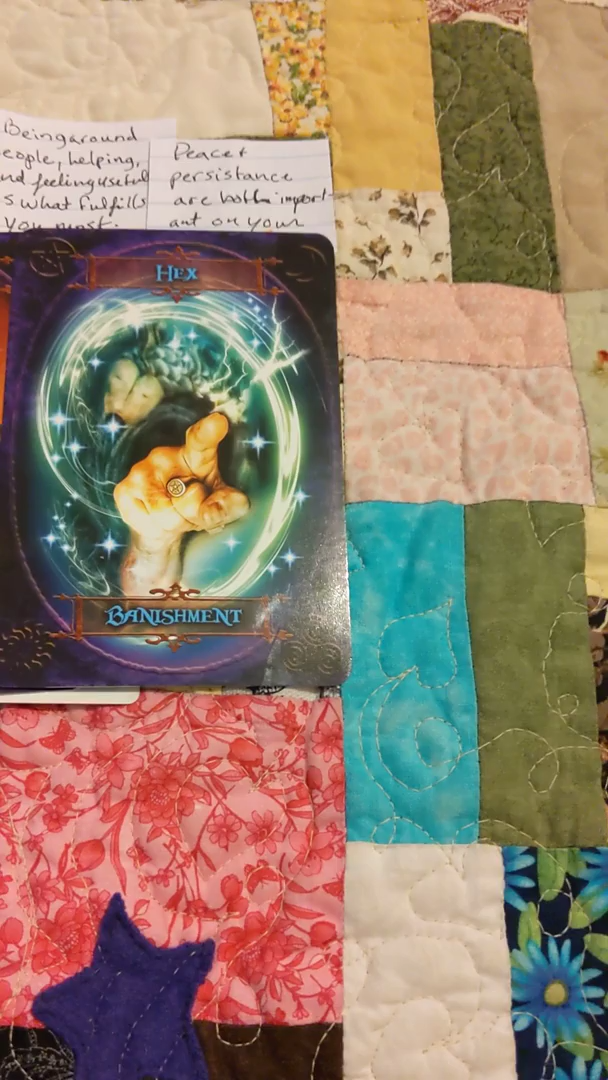 Being around
eople, helping,
nd feeling useful
s what fulfills
you most.
Peace +
persistance
are both import-
ant on your
HEX
BANISHMENT